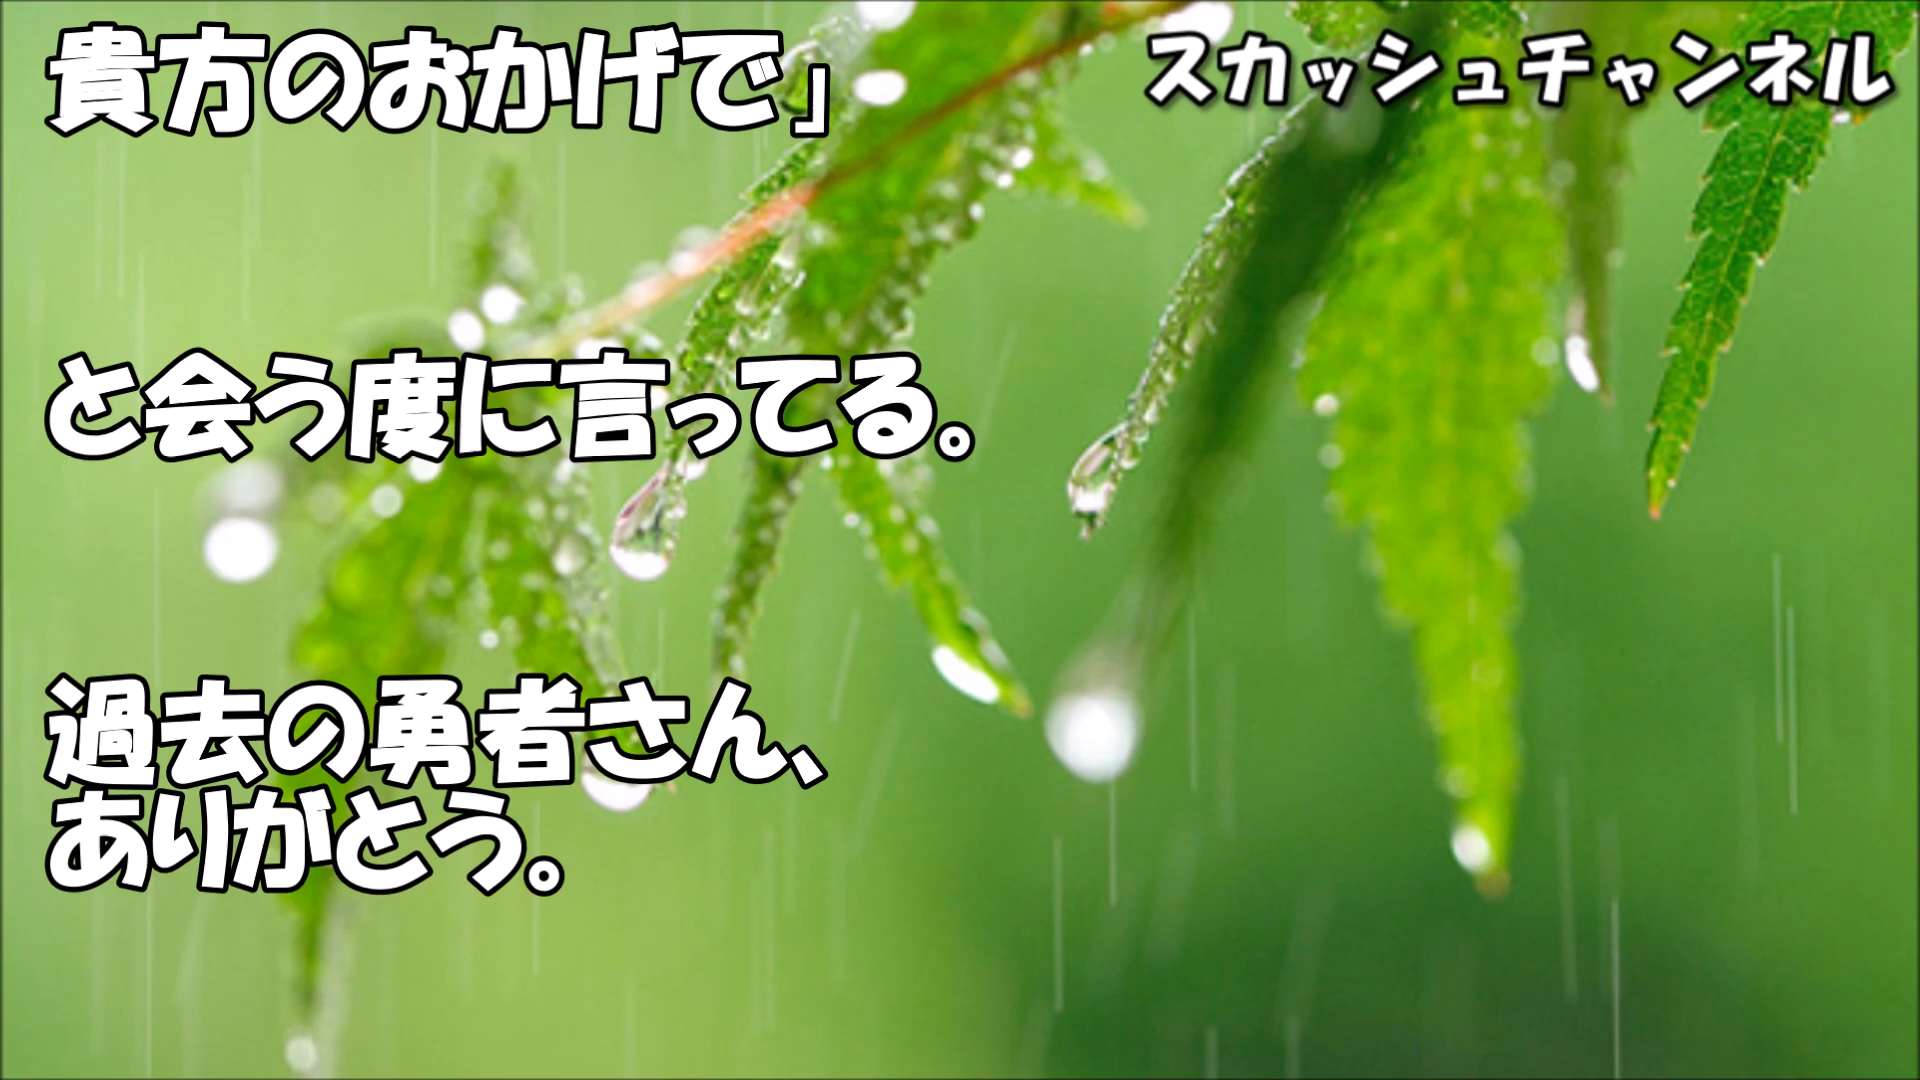 貴方のおかげで」
スカッシュチャンネル
と会う度に言ってる。
過去の勇者さん、
ありがとう。